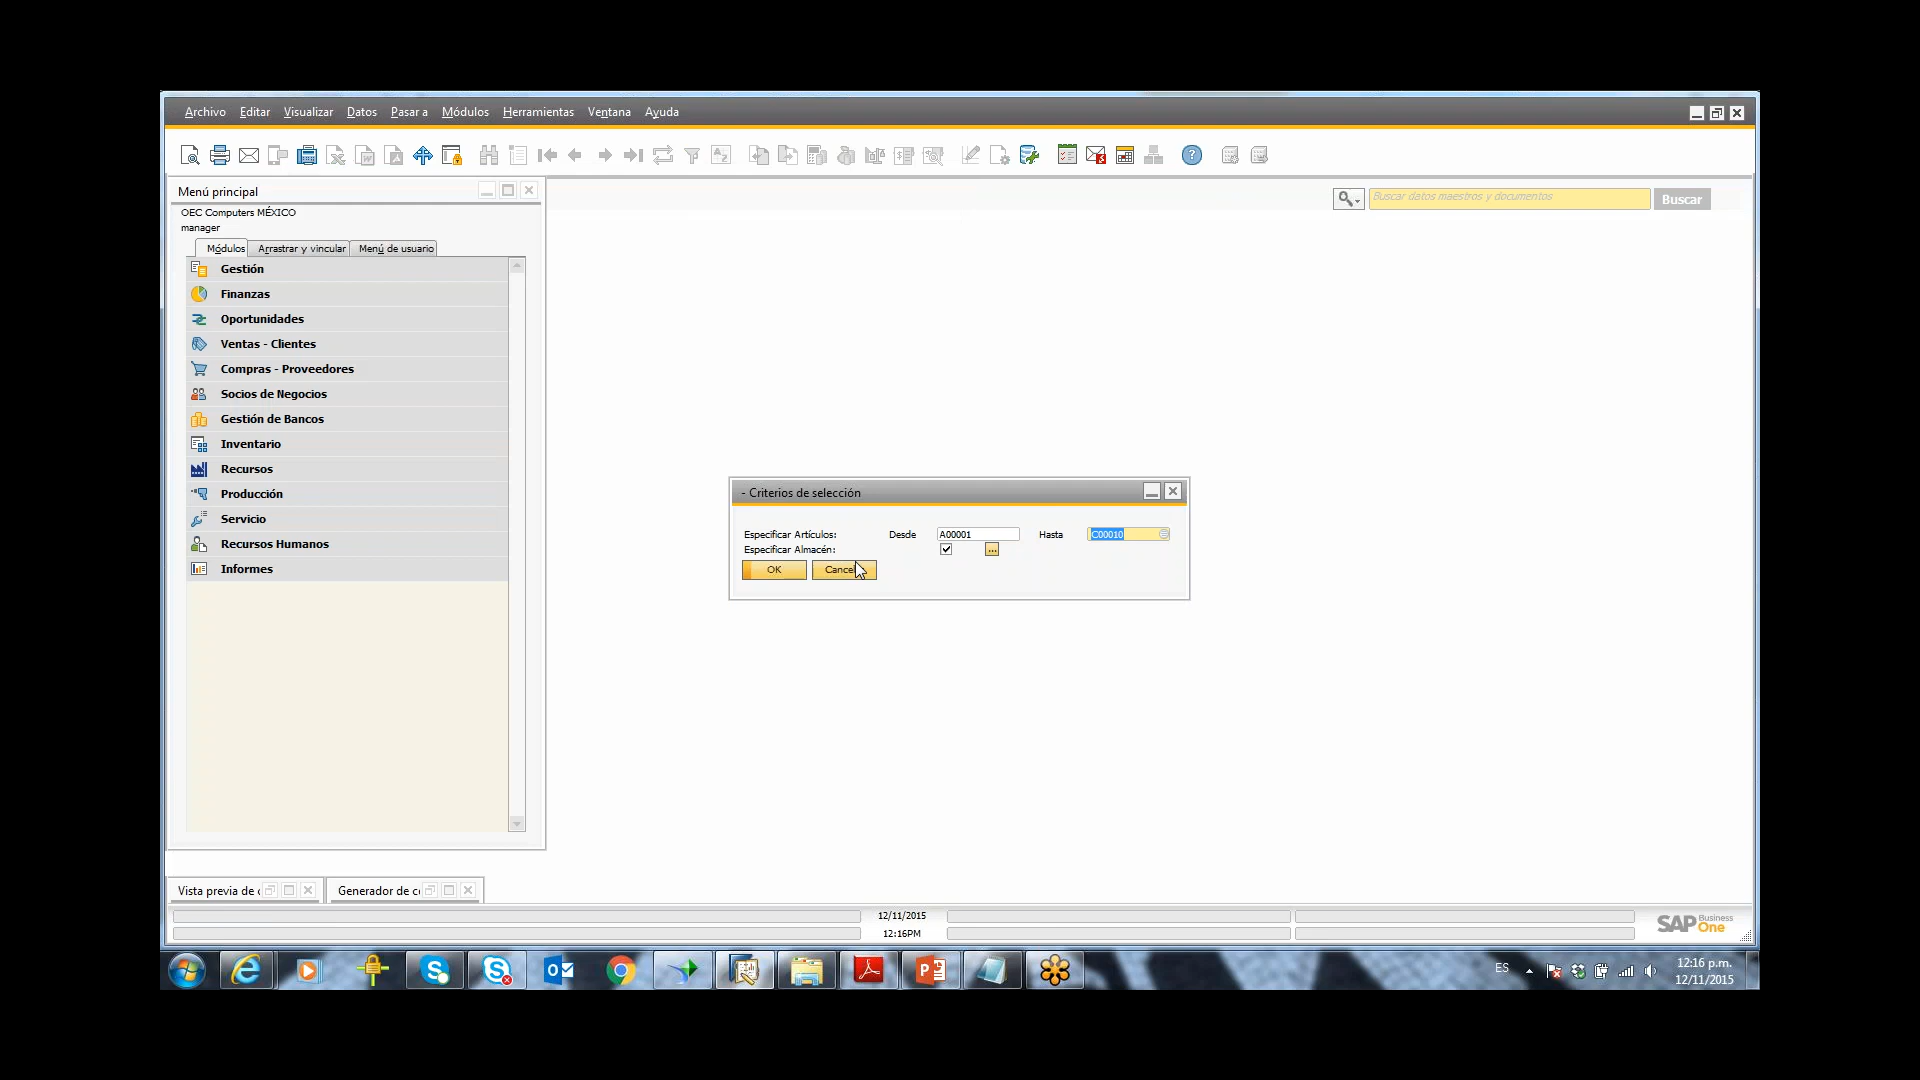 Archivo Editar Visualizar Datos Pasar a Módulos Herramientas Ventana Ayuda
Menú principal
Buscar datos maestros y documentos
Buscar
OEC Computers MÉXICO
manager
Módulos Arrastrar y vincular Menú de usuario
Gestión
Finanzas
Oportunidades
Ventas - Clientes
Compras - Proveedores
Socios de Negocios
Gestión de Bancos
Inventario
Recursos
Producción
Servicio
Recursos Humanos
Informes
- Criterios de selección
Especificar Artículos: Desde A00001 Hasta C00010
Especificar Almacén: ...
OK Cancel
Vista previa de
Generador de
12/11/2015
12:16PM
SAP Business One
ES
12:16 p.m.
12/11/2015